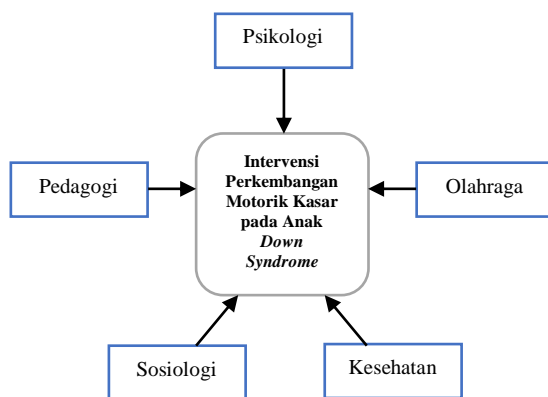 Psikologi
Pedagogi
Intervensi
Perkembangan
Motorik Kasar
pada Anak
Down
Syndrome
Olahraga
Sosiologi
Kesehatan